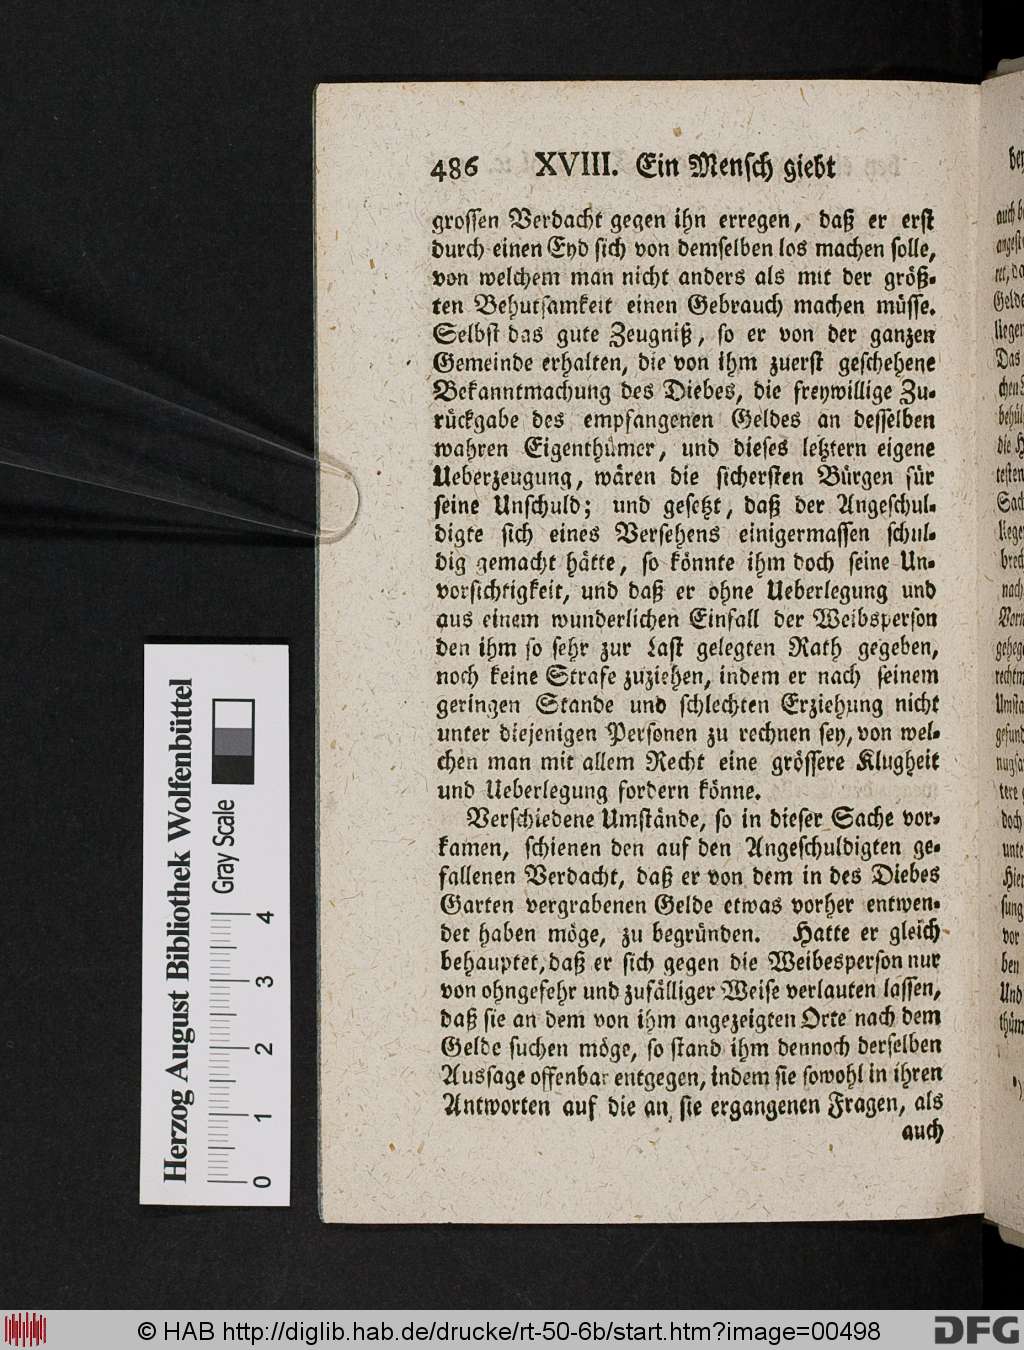 486 XVIII. Ein Mensch giebt
grossen Verdacht gegen ihn erregen, daß er erst
durch einen Eyd sich von demselben los machen solle,
von welchem man nicht anders als mit der größ-
ten Behutsamkeit einen Gebrauch machen müsse.
Selbst das gute Zeugniß, so er von der ganzen
Gemeinde erhalten, die von ihm zuerst geschehene
Bekanntmachung des Diebes, die freywillige Zu-
rückgabe des empfangenen Geldes an desselben
wahren Eigenthümer, und dieses letztern eigene
Ueberzeugung, wären die sichersten Bürgen für
seine Unschuld; und gesetzt, daß der Angeschul-
digte sich eines Versehens einigermassen schul-
dig gemacht hätte, so könnte ihm doch seine Un-
vorsichtigkeit, und daß er ohne Ueberlegung und
aus einem wunderlichen Einfall der Weibsperson
den ihm so sehr zur Last gelegten Rath gegeben,
noch keine Strafe zuziehen, indem er nach seinem
geringen Stande und schlechten Erziehung nicht
unter diejenigen Personen zu rechnen sey, von wel-
chen man mit allem Recht eine grössere Klugheit
und Ueberlegung fordern könne.
Verschiedene Umstände, so in dieser Sache vor-
kamen, schienen den auf den Angeschuldigten ge-
fallenen Verdacht, daß er von dem in des Diebes
Garten vergrabenen Gelde etwas vorher entwen-
det haben möge, zu begründen. Hatte er gleich
behauptet, daß er sich gegen die Weibesperson nur
von ohngefehr und zufälliger Weise verlauten lassen,
daß sie an dem von ihm angezeigten Orte nach dem
Gelde suchen möge, so stand ihm dennoch derselben
Aussage offenbar entgegen, indem sie sowohl in ihren
Antworten auf die an sie ergangenen Fragen, als
auch
Herzog August Bibliothek Wolfenbüttel
Gray Scale
0 1 2 3 4
© HAB http://diglib.hab.de/drucke/rt-50-6b/start.htm?image=00498
DFG